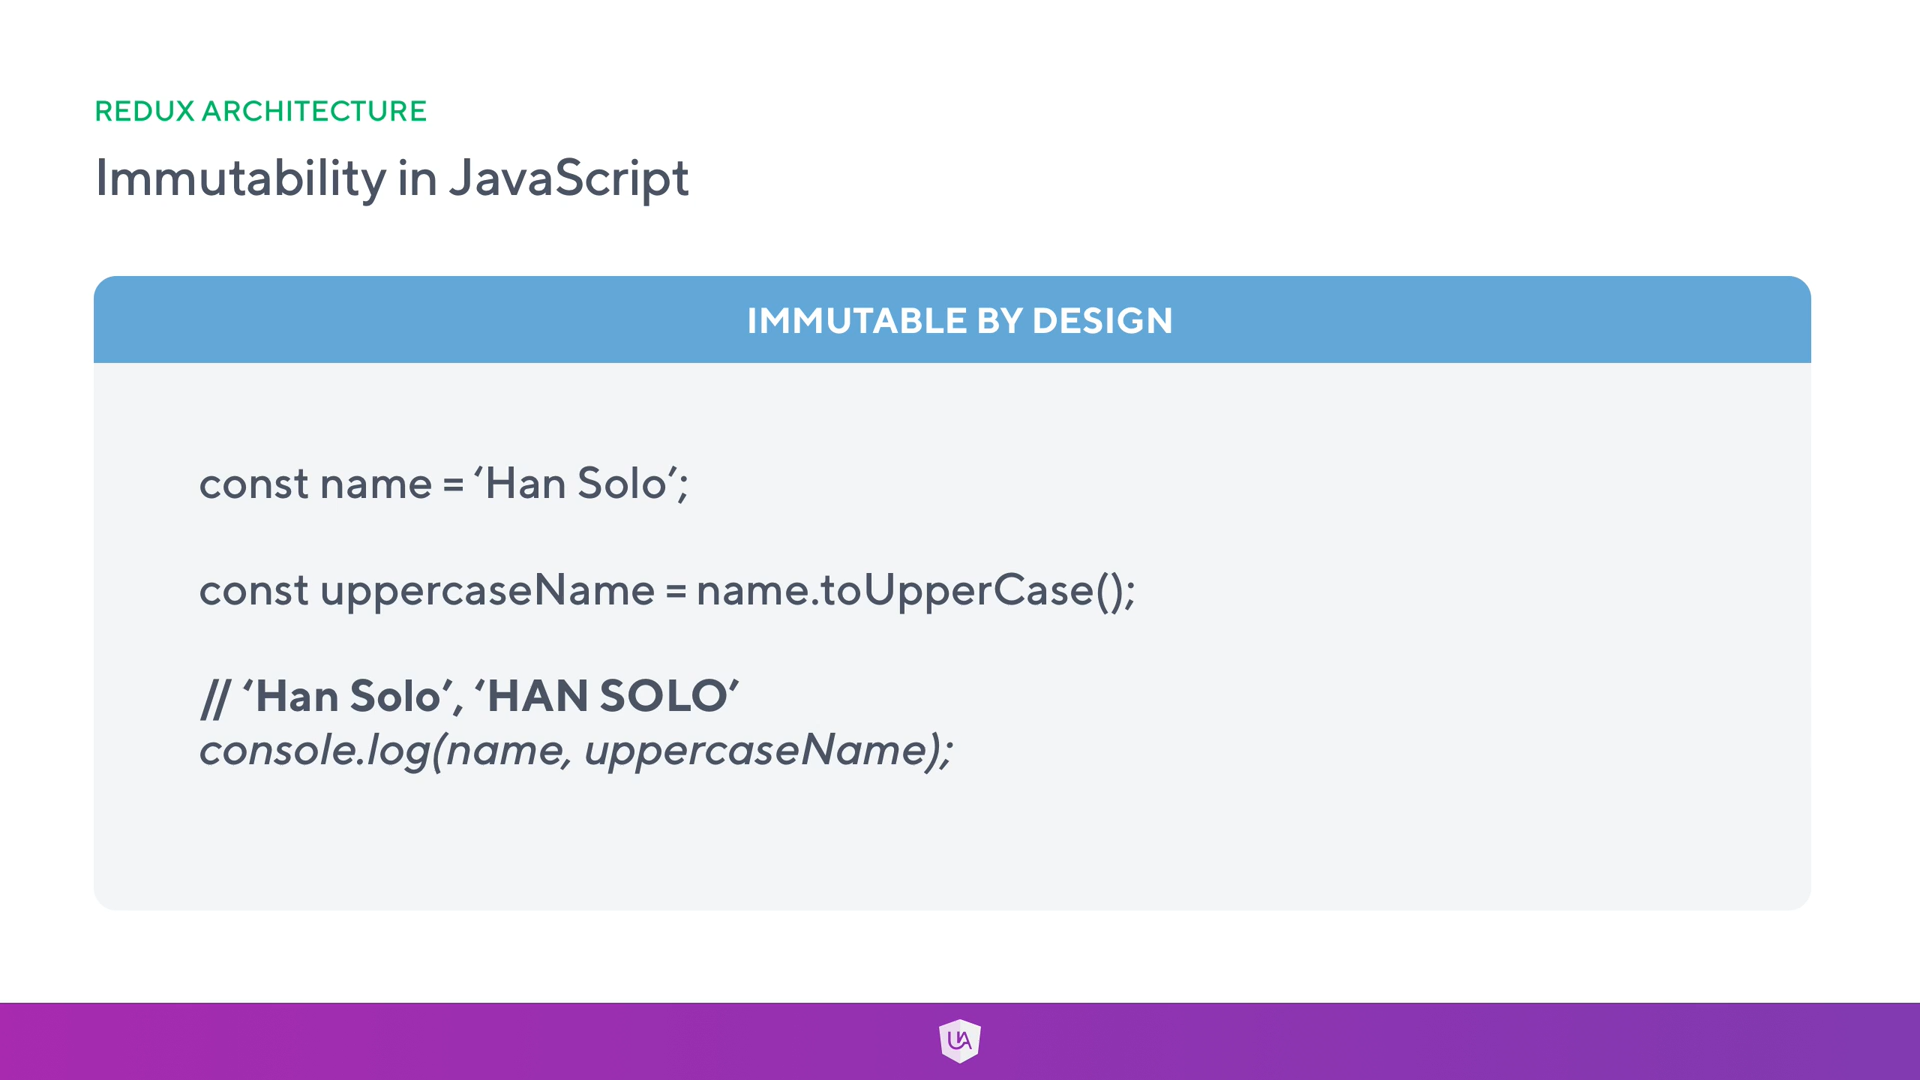 REDUX ARCHITECTURE
Immutability in JavaScript
IMMUTABLE BY DESIGN
const name = ‘Han Solo’;
const uppercaseName = name.toUpperCase();
// ‘Han Solo’, ‘HAN SOLO’
console.log(name, uppercaseName);
UA